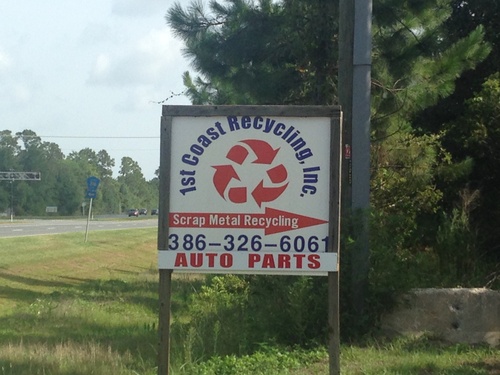 1st Coast Recycling, Inc.
Scrap Metal Recycling
386-326-6061
AUTO PARTS